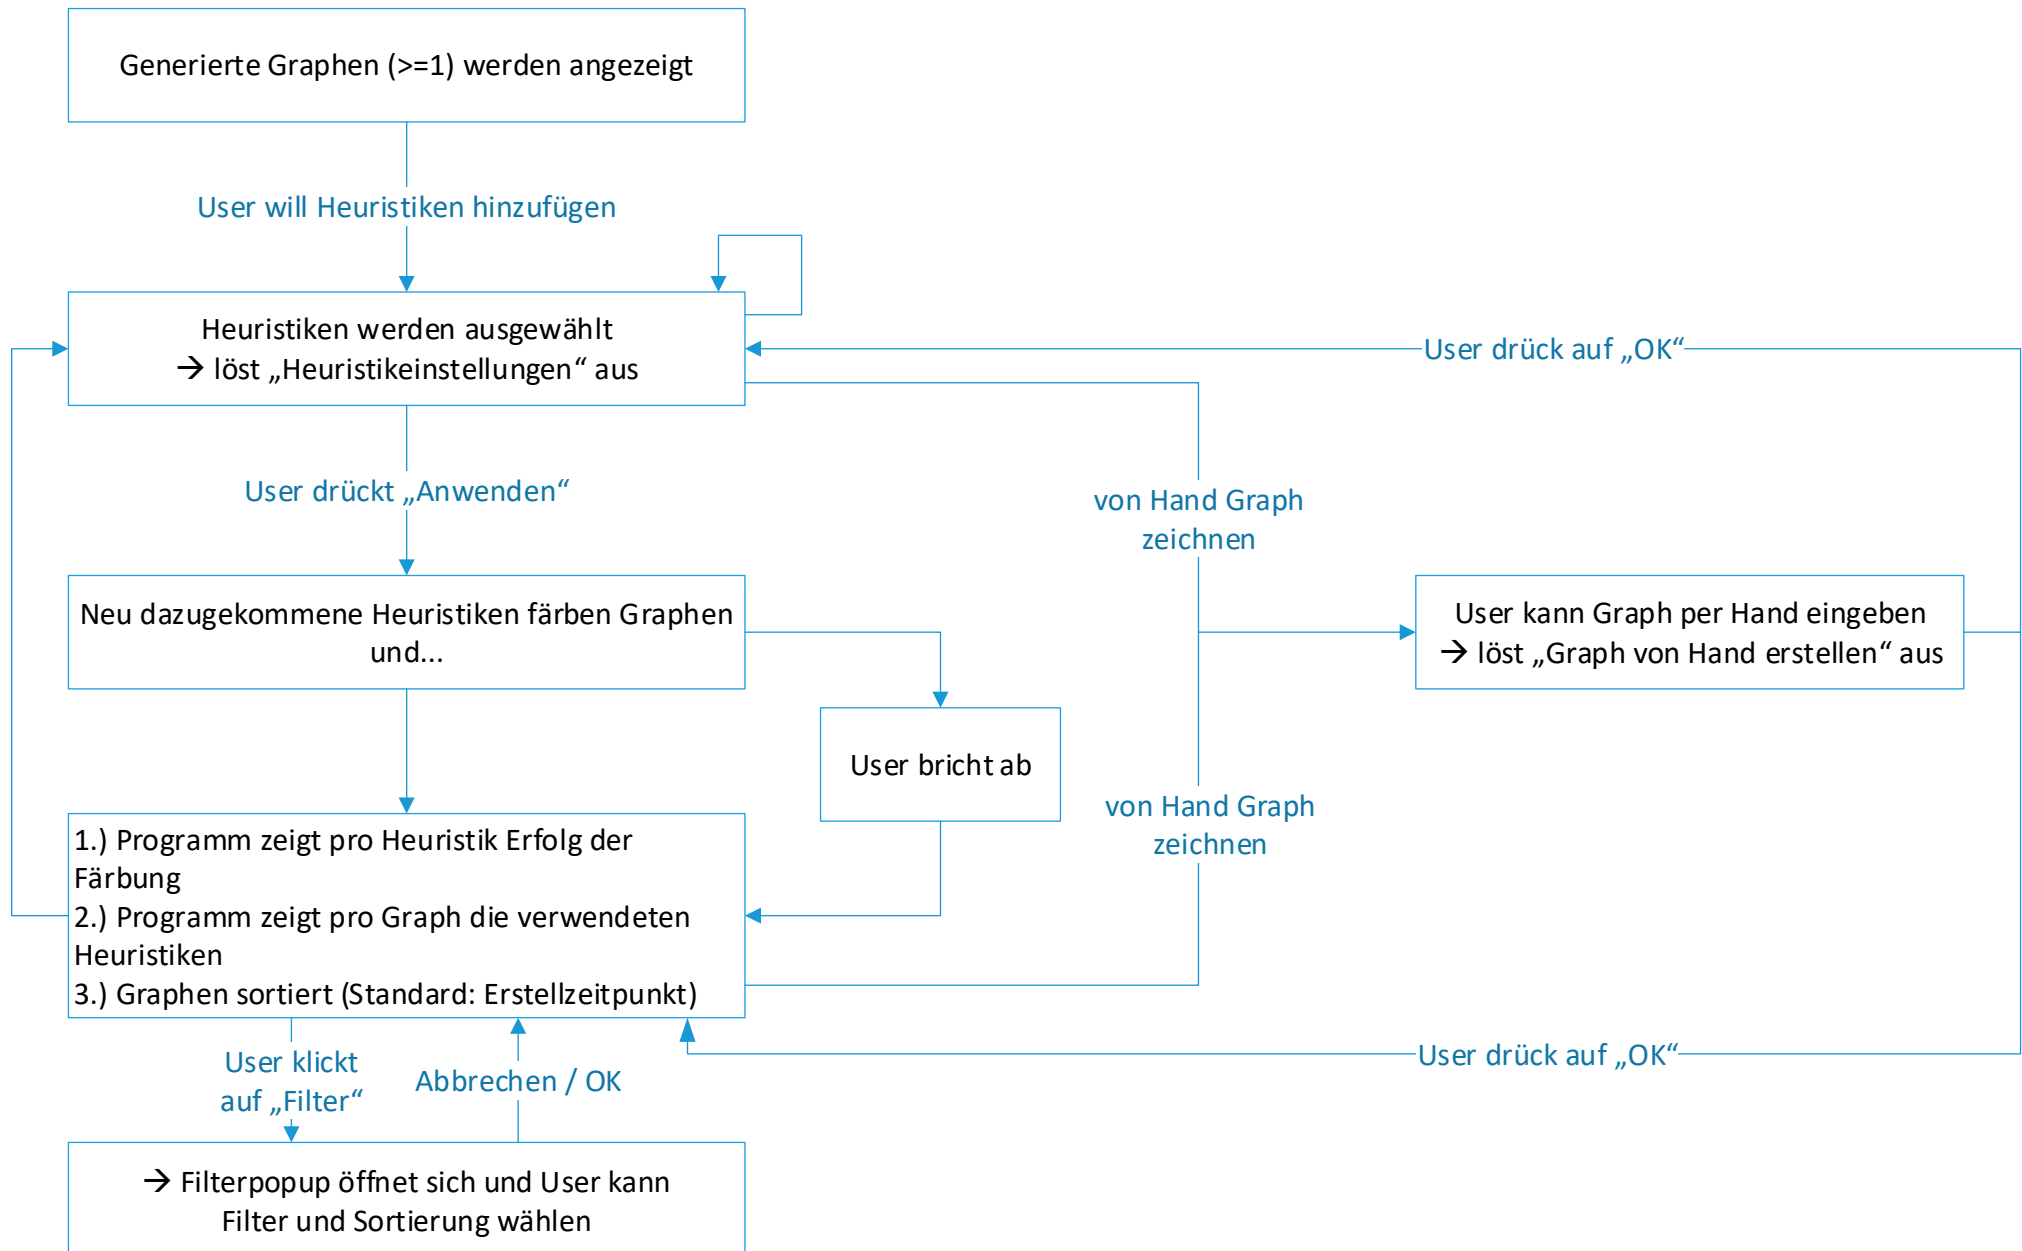 Generierte Graphen (>=1) werden angezeigt
User will Heuristiken hinzufügen
Heuristiken werden ausgewählt
→ löst „Heuristikeinstellungen“ aus
User drück auf „OK“
User drückt „Anwenden“
von Hand Graph
zeichnen
Neu dazugekommene Heuristiken färben Graphen
und...
User kann Graph per Hand eingeben
→ löst „Graph von Hand erstellen“ aus
User bricht ab
von Hand Graph
zeichnen
1.) Programm zeigt pro Heuristik Erfolg der
Färbung
2.) Programm zeigt pro Graph die verwendeten
Heuristiken
3.) Graphen sortiert (Standard: Erstellzeitpunkt)
User klickt
auf „Filter“
Abbrechen / OK
User drück auf „OK“
→ Filterpopup öffnet sich und User kann
Filter und Sortierung wählen